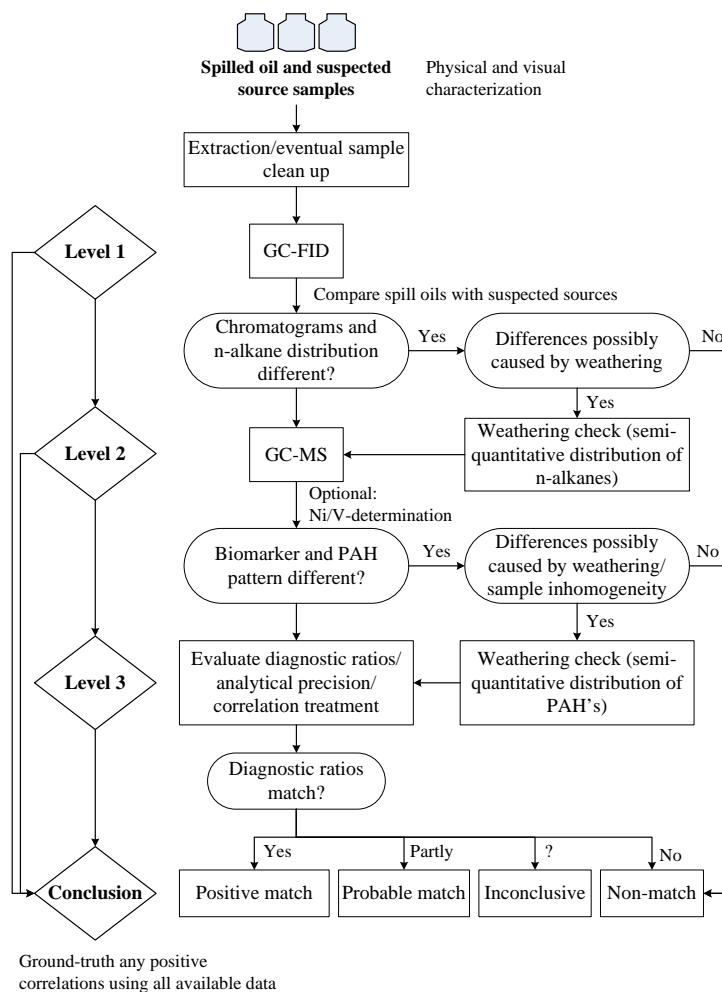 Spilled oil and suspected
source samples
Physical and visual
characterization
Extraction/eventual sample
clean up
Level 1
GC-FID
Compare spill oils with suspected sources
Chromatograms and
n-alkane distribution
different?
Yes
Differences possibly
caused by weathering
No
Yes
Level 2
GC-MS
Weathering check (semi-
quantitative distribution of
n-alkanes)
Optional:
Ni/V-determination
Biomarker and PAH
pattern different?
Yes
Differences possibly
caused by weathering/
sample inhomogeneity
No
Yes
Level 3
Evaluate diagnostic ratios/
analytical precision/
correlation treatment
Weathering check (semi-
quantitative distribution of
PAH's)
Diagnostic ratios
match?
Yes
Partly
?
No
Conclusion
Positive match
Probable match
Inconclusive
Non-match
Ground-truth any positive
correlations using all available data